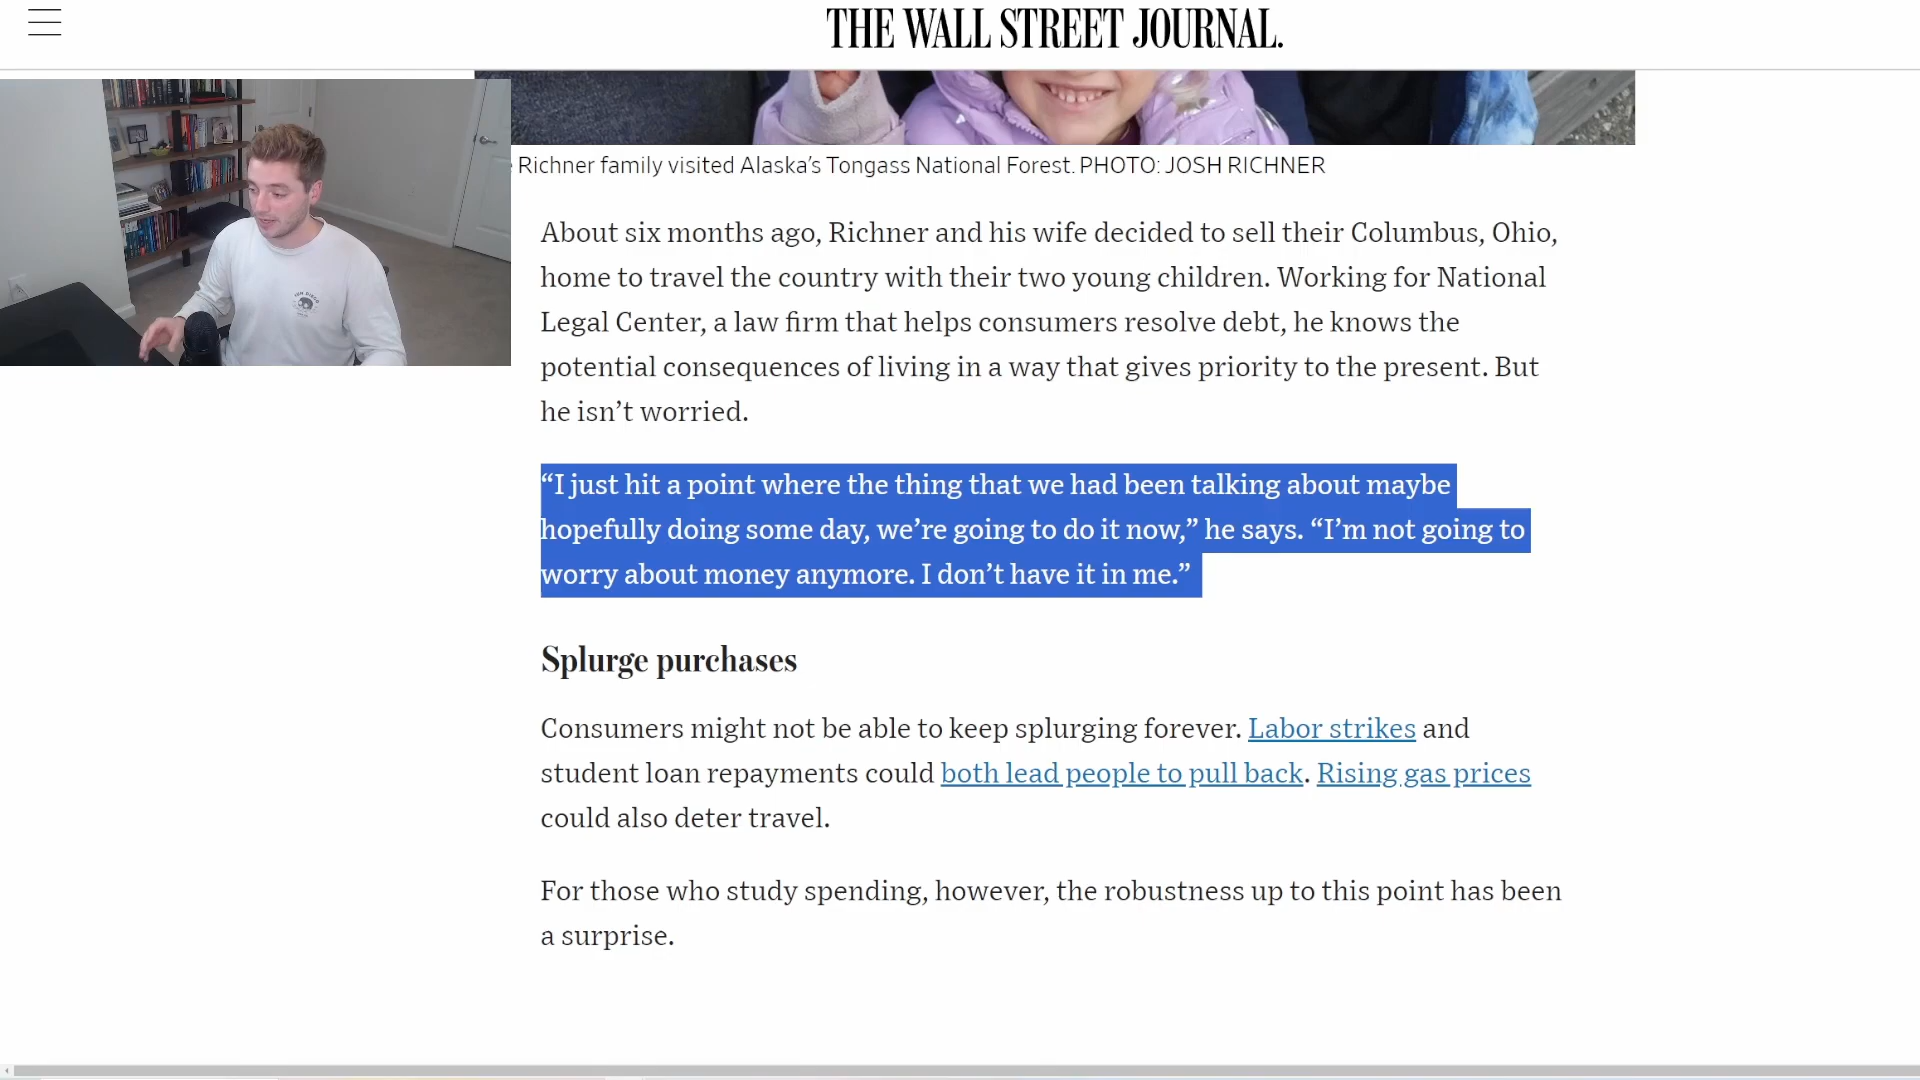 THE WALL STREET JOURNAL.
Richner family visited Alaska’s Tongass National Forest. PHOTO: JOSH RICHNER
About six months ago, Richner and his wife decided to sell their Columbus, Ohio,
home to travel the country with their two young children. Working for National
Legal Center, a law firm that helps consumers resolve debt, he knows the
potential consequences of living in a way that gives priority to the present. But
he isn’t worried.
“I just hit a point where the thing that we had been talking about maybe
hopefully doing some day, we’re going to do it now,” he says. “I’m not going to
worry about money anymore. I don’t have it in me.”
Splurge purchases
Consumers might not be able to keep splurging forever. Labor strikes and
student loan repayments could both lead people to pull back. Rising gas prices
could also deter travel.
For those who study spending, however, the robustness up to this point has been
a surprise.